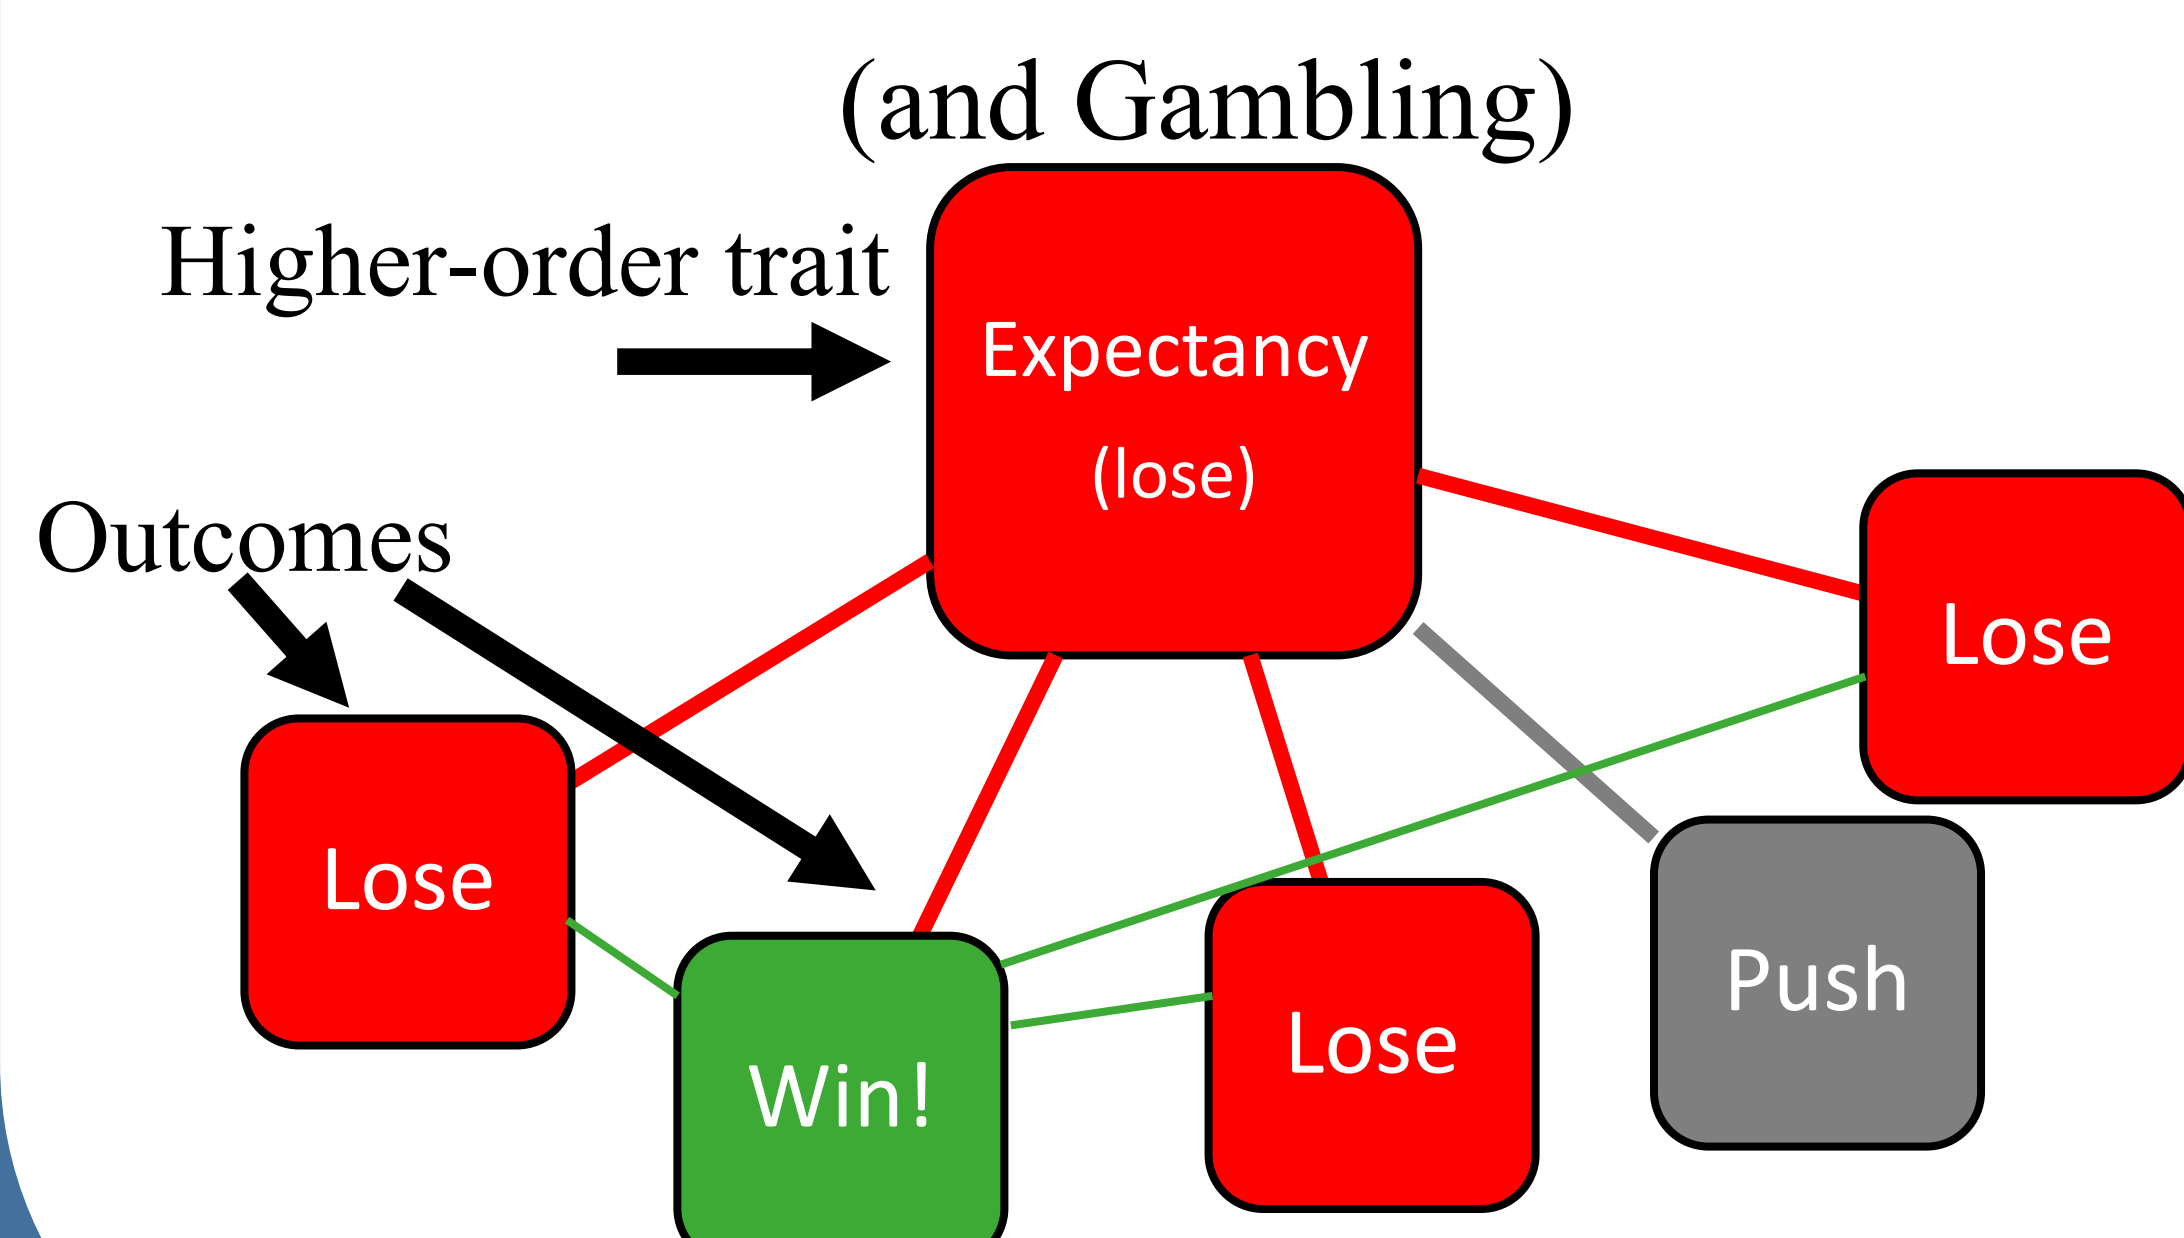 (and Gambling)
Higher-order trait
Expectancy
(lose)
Outcomes
Lose
Lose
Win!
Lose
Push